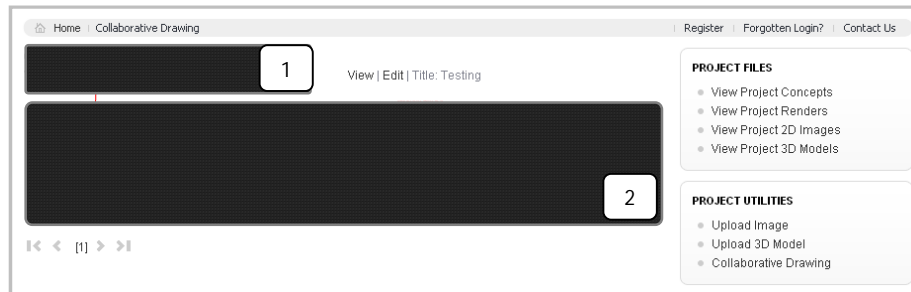 Home Collaborative Drawing Register Forgotten Login? Contact Us
1
View | Edit | Title: Testing
2
[1]
PROJECT FILES
View Project Concepts
View Project Renders
View Project 2D Images
View Project 3D Models
PROJECT UTILITIES
Upload Image
Upload 3D Model
Collaborative Drawing